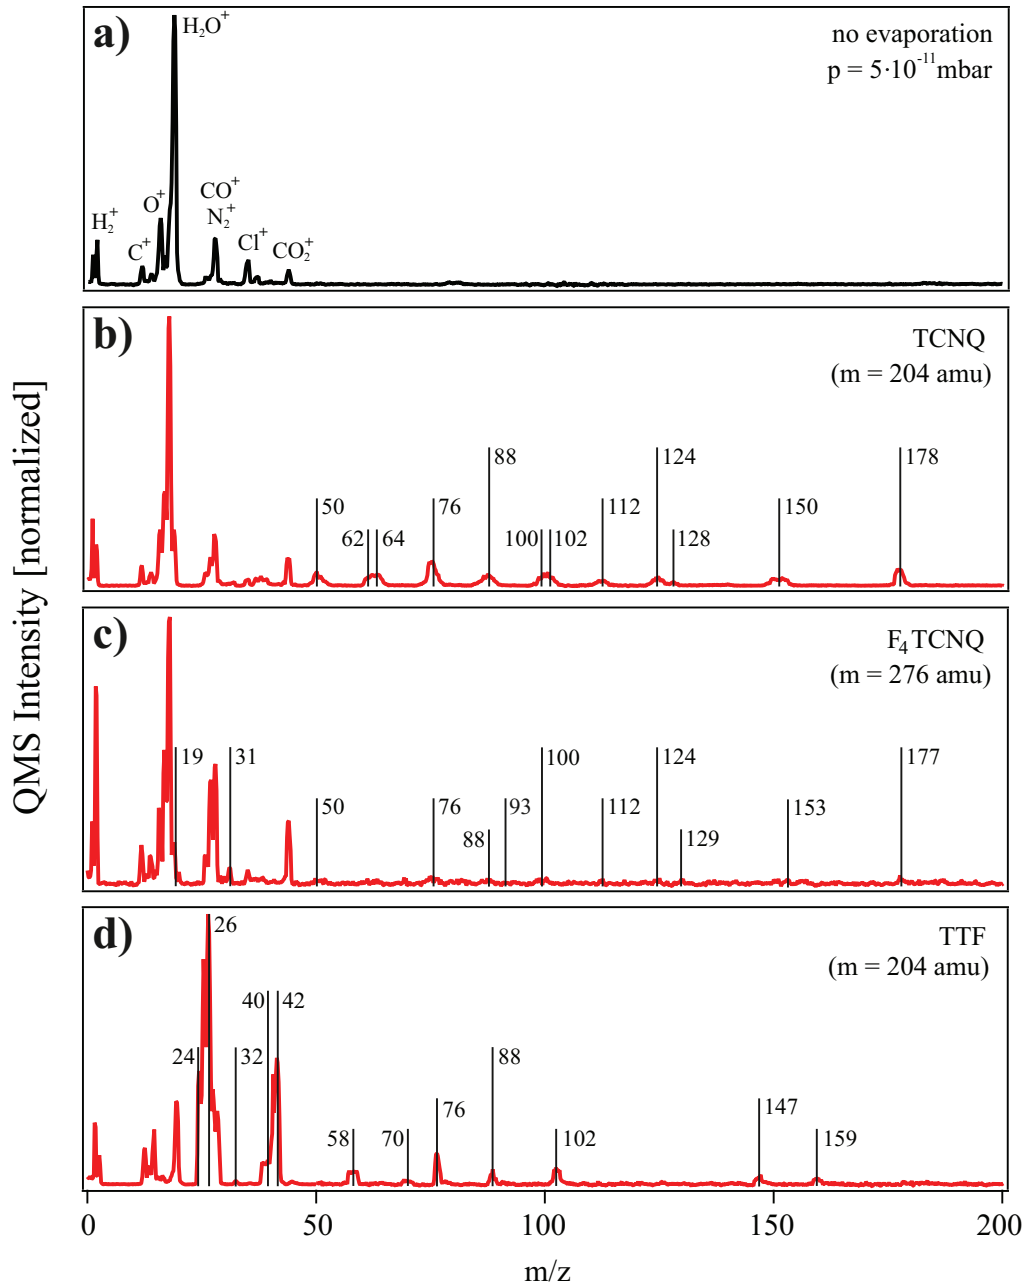 QMS Intensity [normalized]
a)
no evaporation
p = 5·10⁻¹¹mbar
H₂⁺
C⁺
O⁺
H₂O⁺
CO⁺
N₂⁺
Cl⁺
CO₂⁺
b)
TCNQ
(m = 204 amu)
50
62
64
76
88
100
102
112
124
128
150
178
c)
F₄TCNQ
(m = 276 amu)
19
31
50
76
88
93
100
112
124
129
153
177
d)
TTF
(m = 204 amu)
24
26
32
40
42
58
70
76
88
102
147
159
0 50 100 150 200
m/z